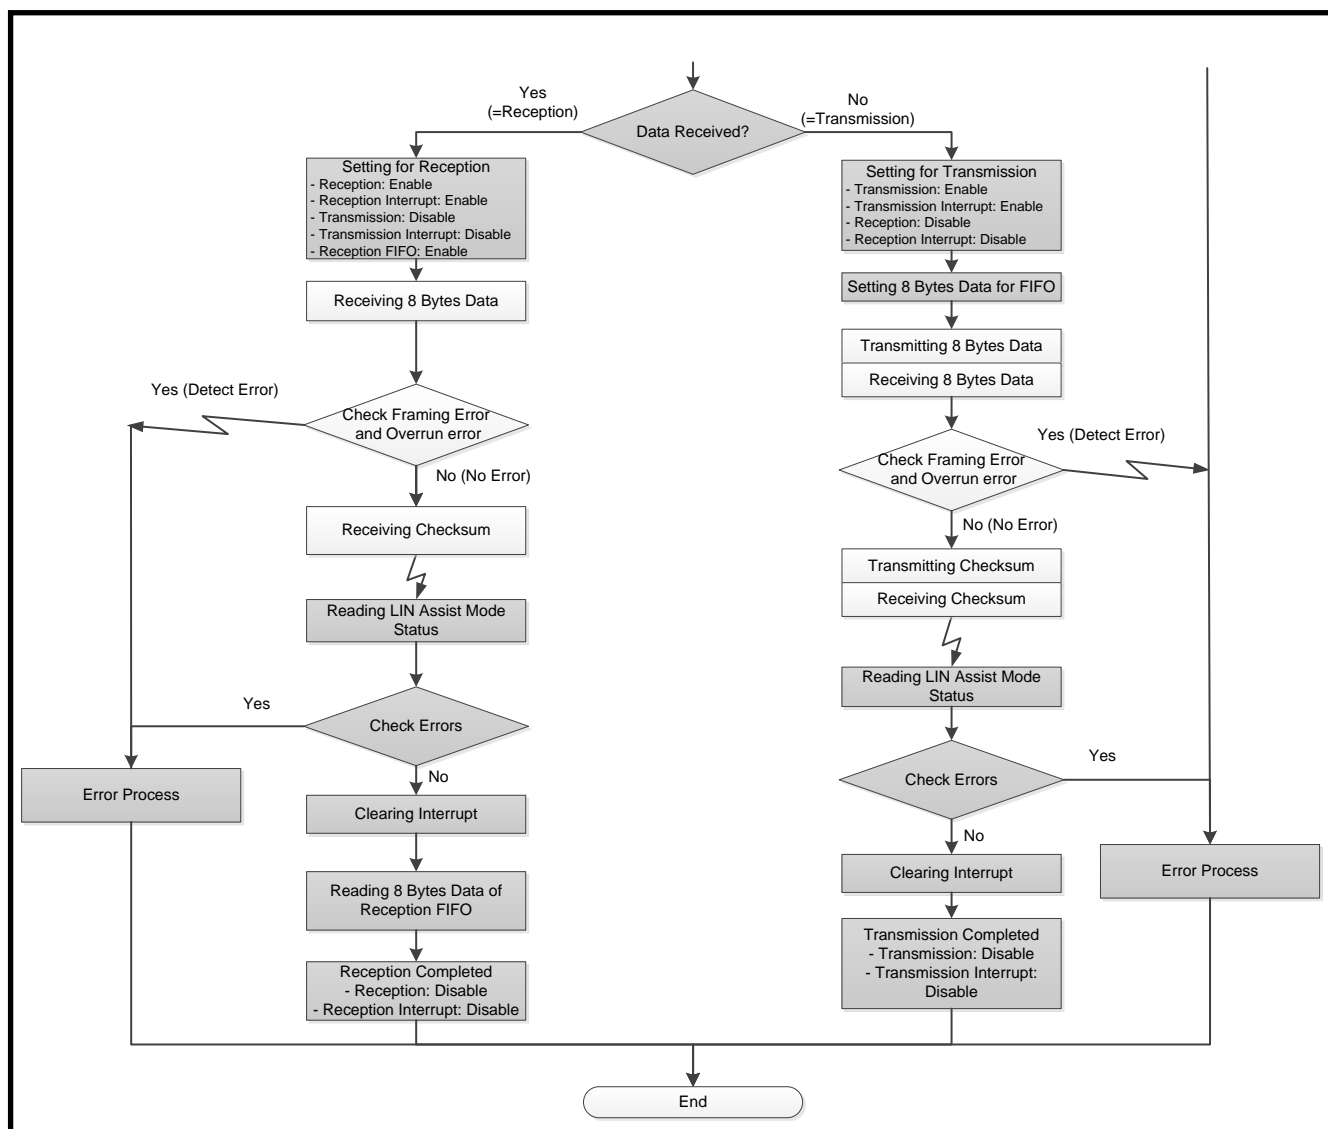 Data Received?
Yes
(=Reception)
No
(=Transmission)
Setting for Reception
- Reception: Enable
- Reception Interrupt: Enable
- Transmission: Disable
- Transmission Interrupt: Disable
- Reception FIFO: Enable
Receiving 8 Bytes Data
Yes (Detect Error)
Check Framing Error
and Overrun error
No (No Error)
Receiving Checksum
Reading LIN Assist Mode
Status
Yes
Check Errors
No
Error Process
Clearing Interrupt
Reading 8 Bytes Data of
Reception FIFO
Reception Completed
- Reception: Disable
- Reception Interrupt: Disable
Setting for Transmission
- Transmission: Enable
- Transmission Interrupt: Enable
- Reception: Disable
- Reception Interrupt: Disable
Setting 8 Bytes Data for FIFO
Transmitting 8 Bytes Data
Receiving 8 Bytes Data
Check Framing Error
and Overrun error
Yes (Detect Error)
No (No Error)
Transmitting Checksum
Receiving Checksum
Reading LIN Assist Mode
Status
Check Errors
Yes
No
Clearing Interrupt
Error Process
Transmission Completed
- Transmission: Disable
- Transmission Interrupt:
Disable
End